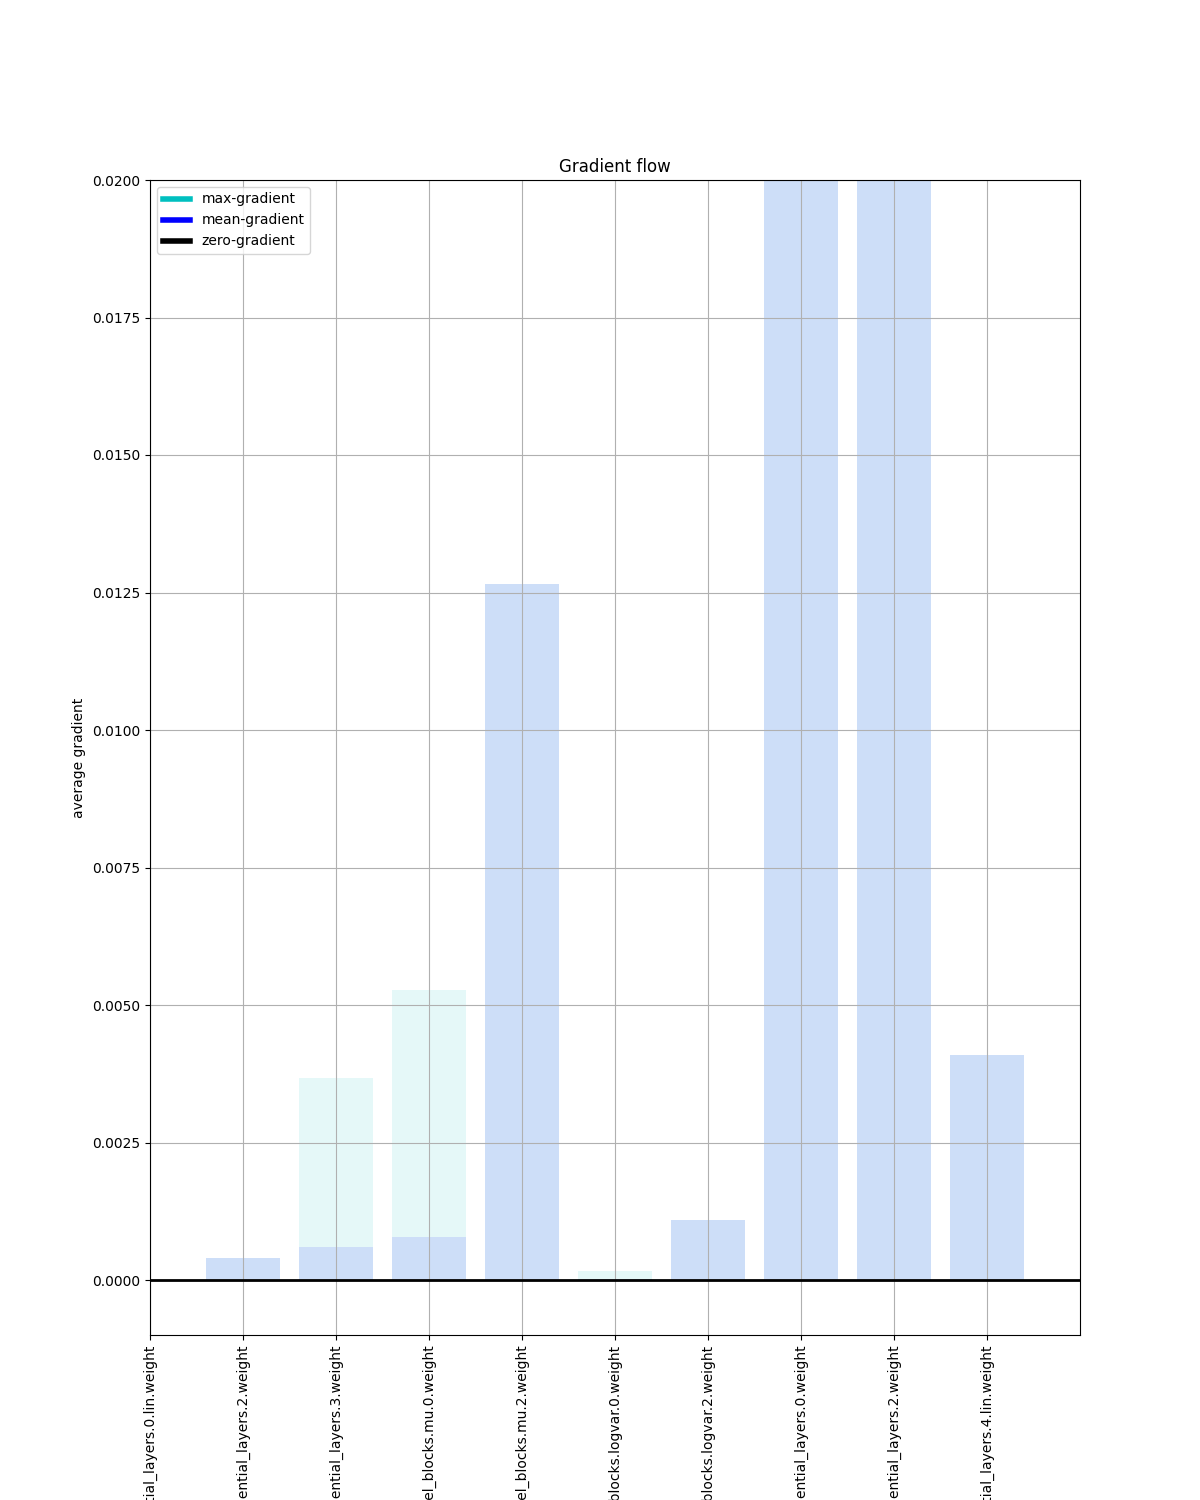 Gradient flow
max-gradient
mean-gradient
zero-gradient
average gradient
0.0200
0.0175
0.0150
0.0125
0.0100
0.0075
0.0050
0.0025
0.0000
tial_layers.0.lin.weight
ential_layers.2.weight
ential_layers.3.weight
el_blocks.mu.0.weight
el_blocks.mu.2.weight
blocks.logvar.0.weight
blocks.logvar.2.weight
ential_layers.0.weight
ential_layers.2.weight
tial_layers.4.lin.weight